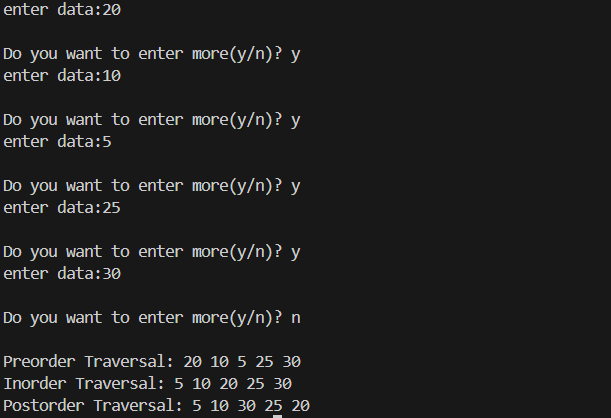 enter data:20
Do you want to enter more(y/n)? y
enter data:10
Do you want to enter more(y/n)? y
enter data:5
Do you want to enter more(y/n)? y
enter data:25
Do you want to enter more(y/n)? y
enter data:30
Do you want to enter more(y/n)? n
Preorder Traversal: 20 10 5 25 30
Inorder Traversal: 5 10 20 25 30
Postorder Traversal: 5 10 30 25 20